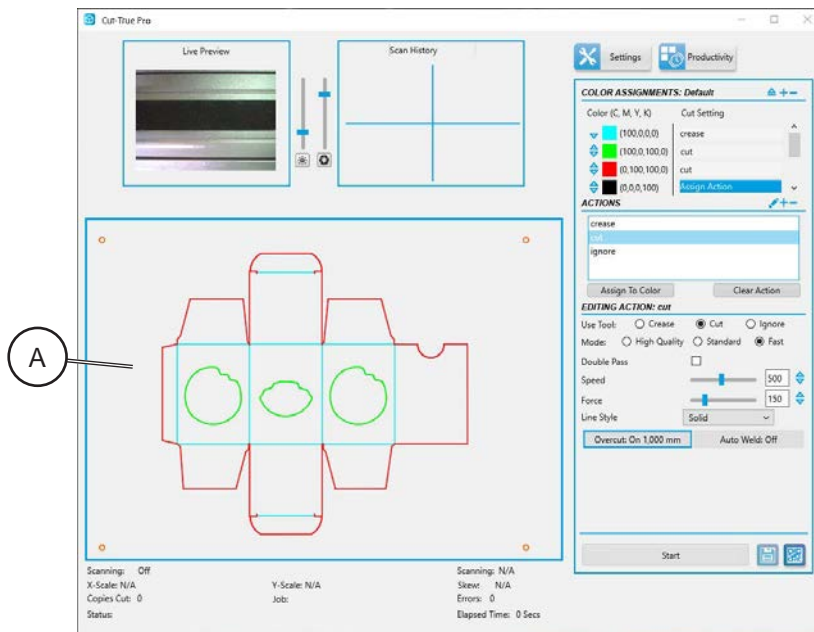 Cut-True Pro
Live Preview
Scan History
Settings
Productivity
COLOR ASSIGNMENTS: Default
Color (C, M, Y, K) Cut Setting
(100,0,0,0) crease
(100,0,100,0) cut
(0,100,100,0) cut
(0,0,0,100) Assign Action
ACTIONS
crease
cut
ignore
Assign To Color Clear Action
EDITING ACTION: cut
Use Tool: Crease Cut Ignore
Mode: High Quality Standard Fast
Double Pass
Speed 500
Force 150
Line Style Solid
Overcut: On 1,000 mm Auto Weld: Off
Start
A
Scanning: Off Scanning: N/A
X-Scale: N/A Y-Scale: N/A Skew: N/A
Copies Cut: 0 Job: Errors: 0
Status: Elapsed Time: 0 Secs